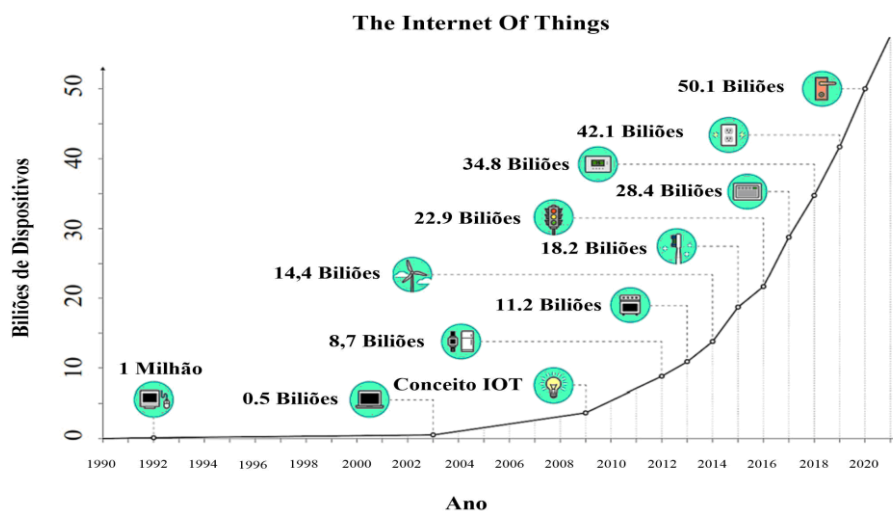 The Internet Of Things
50.1 Biliões
42.1 Biliões
34.8 Biliões
28.4 Biliões
22.9 Biliões
18.2 Biliões
14,4 Biliões
11.2 Biliões
8,7 Biliões
1 Milhão
0.5 Biliões
Conceito IOT
Biliões de Dispositivos
50
40
30
20
10
0
1990 1992 1994 1996 1998 2000 2002 2004 2006 2008 2010 2012 2014 2016 2018 2020
Ano